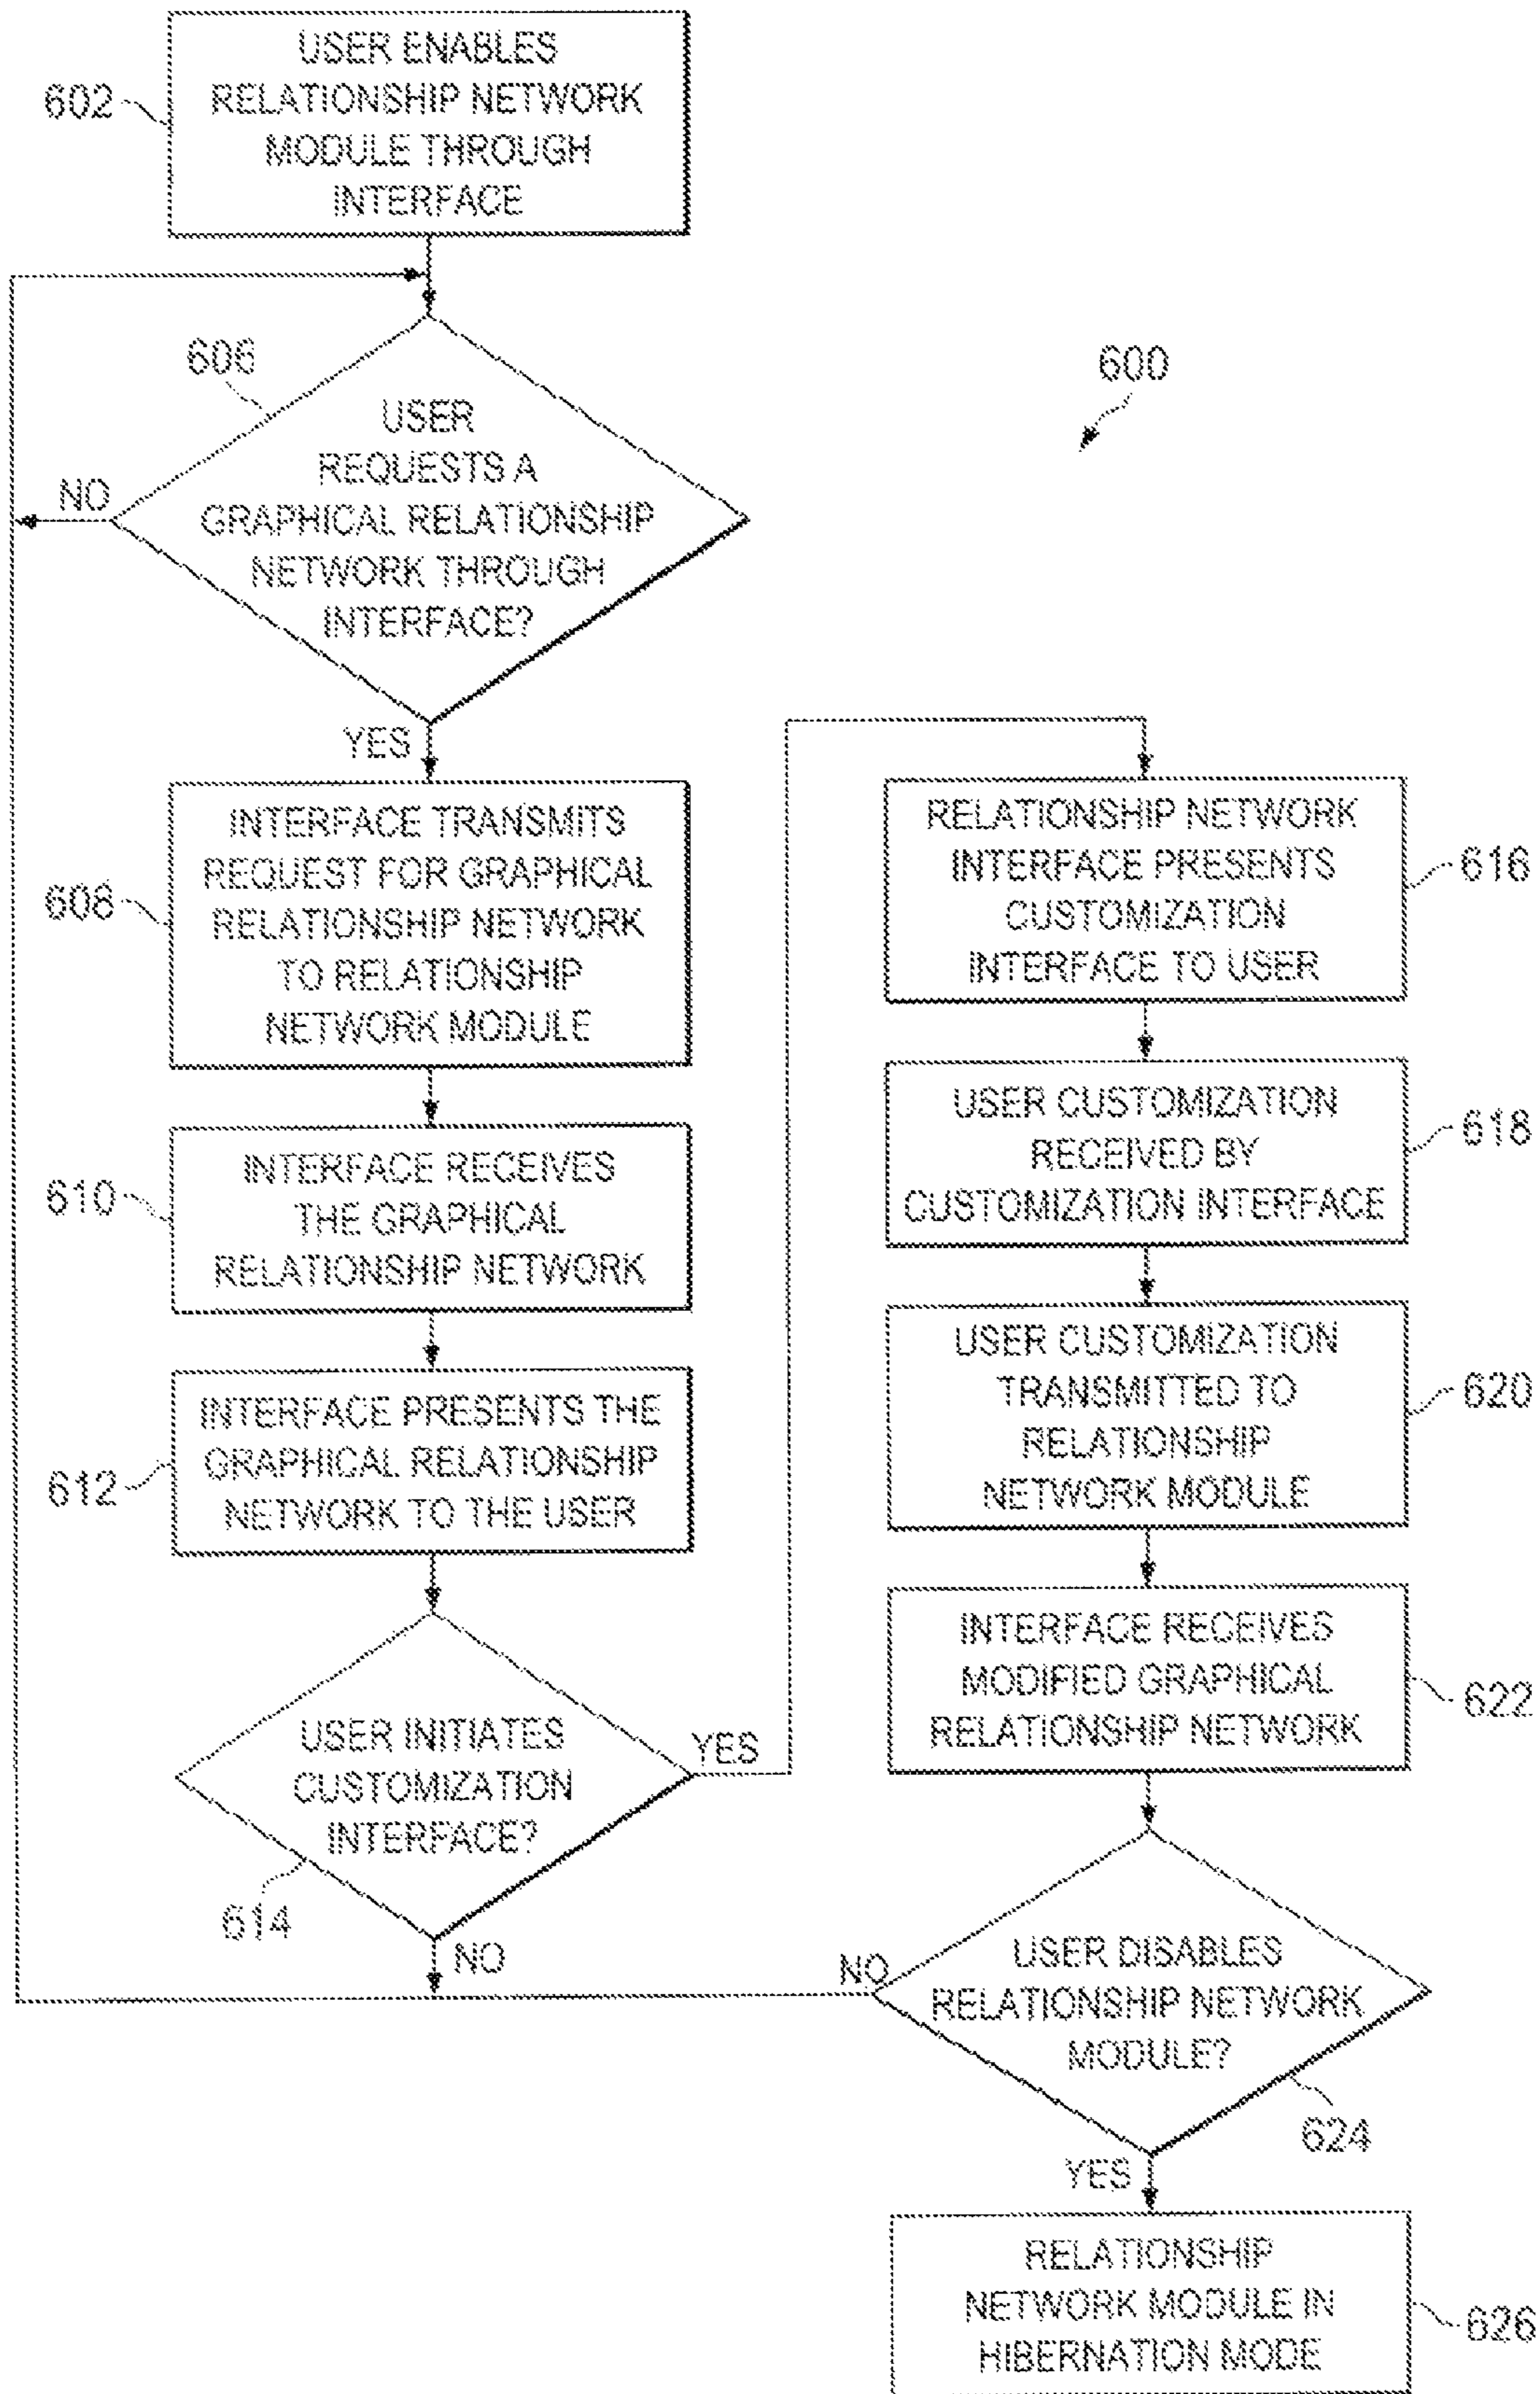 USER ENABLES
RELATIONSHIP NETWORK
MODULE THROUGH
INTERFACE
602
606
USER
REQUESTS A
GRAPHICAL RELATIONSHIP
NETWORK THROUGH
INTERFACE?
NO
YES
600
INTERFACE TRANSMITS
REQUEST FOR GRAPHICAL
RELATIONSHIP NETWORK
TO RELATIONSHIP
NETWORK MODULE
608
INTERFACE RECEIVES
THE GRAPHICAL
RELATIONSHIP NETWORK
610
INTERFACE PRESENTS THE
GRAPHICAL RELATIONSHIP
NETWORK TO THE USER
612
USER INITIATES
CUSTOMIZATION
INTERFACE?
614
YES
NO
RELATIONSHIP NETWORK
INTERFACE PRESENTS
CUSTOMIZATION
INTERFACE TO USER
616
USER CUSTOMIZATION
RECEIVED BY
CUSTOMIZATION INTERFACE
618
USER CUSTOMIZATION
TRANSMITTED TO
RELATIONSHIP
NETWORK MODULE
620
INTERFACE RECEIVES
MODIFIED GRAPHICAL
RELATIONSHIP NETWORK
622
NO
USER DISABLES
RELATIONSHIP NETWORK
MODULE?
624
YES
RELATIONSHIP
NETWORK MODULE IN
HIBERNATION MODE
626